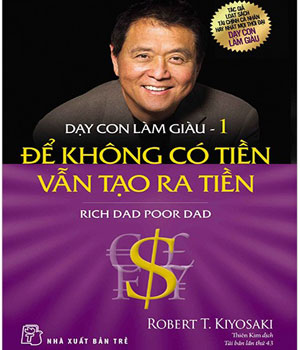 TÁC GIẢ
LOẠT SÁCH
TÀI CHÍNH CÁ NHÂN
HAY NHẤT MỌI THỜI ĐẠI
DẠY CON
LÀM GIÀU
DẠY CON LÀM GIÀU - 1
ĐỂ KHÔNG CÓ TIỀN
VẪN TẠO RA TIỀN
RICH DAD POOR DAD
$
ROBERT T. KIYOSAKI
Thiên Kim dịch
Tái bản lần thứ 43
NHÀ XUẤT BẢN TRẺ